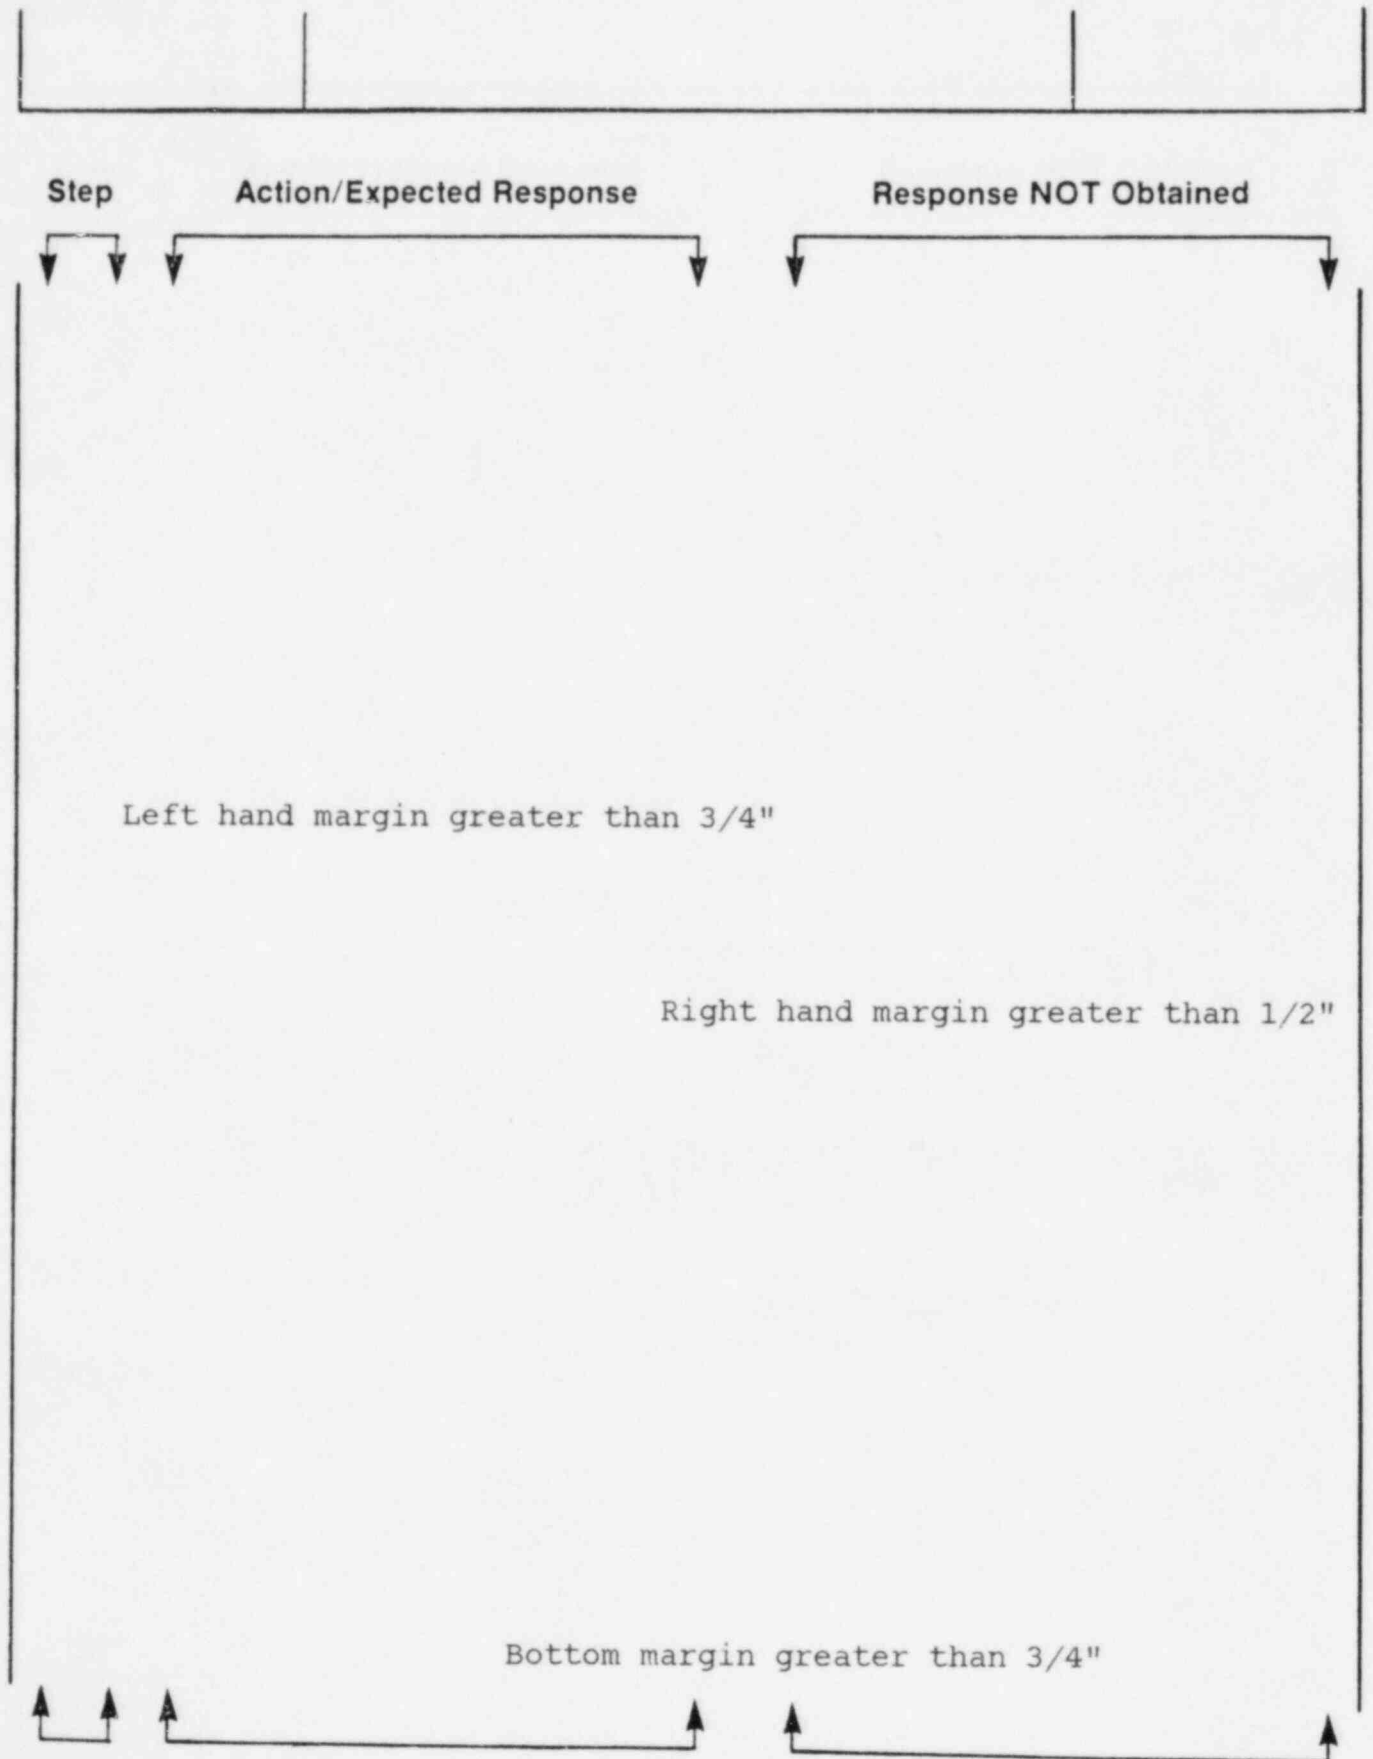 Step Action/Expected Response Response NOT Obtained
Left hand margin greater than 3/4"
Right hand margin greater than 1/2"
Bottom margin greater than 3/4"